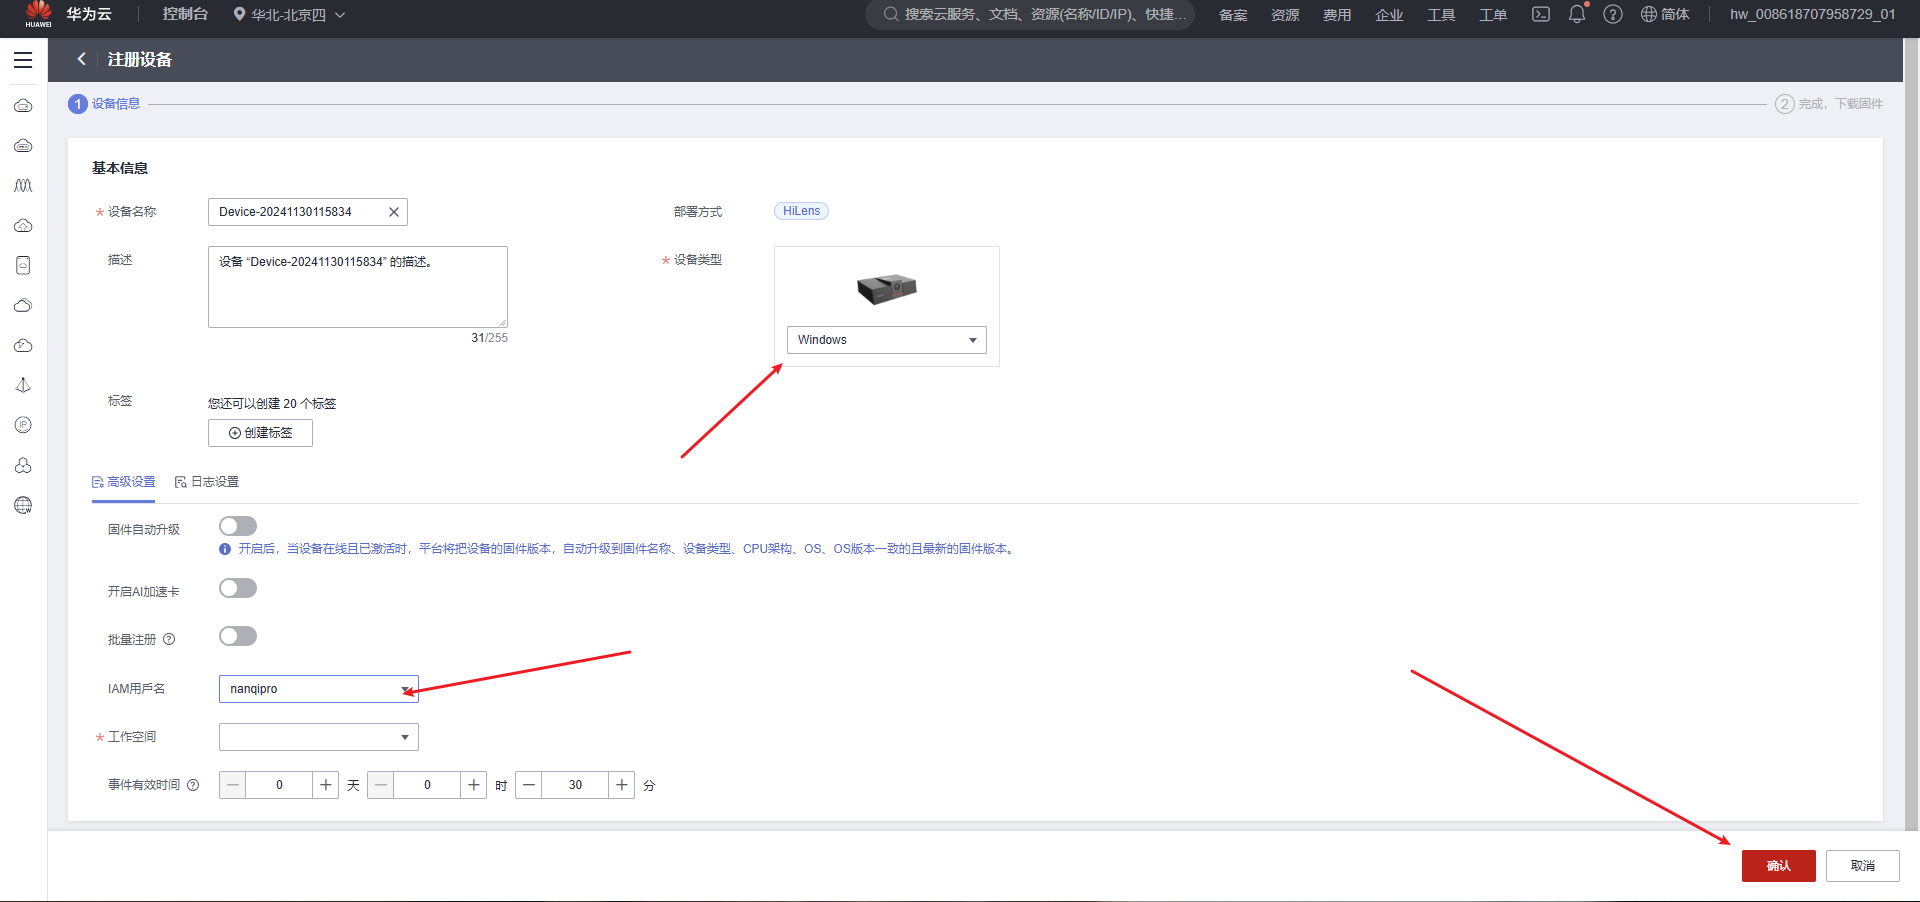 HUAWEI 华为云 控制台 华北-北京四 搜索云服务、文档、资源(名称/ID/IP)、快捷... 备案 资源 费用 企业 工具 工单 简体 hw_008618707958729_01
注册设备
1 设备信息 2 完成，下载固件
基本信息
* 设备名称 Device-20241130115834 部署方式 HiLens
描述 设备 “Device-20241130115834” 的描述。 * 设备类型
Windows
31/255
标签 您还可以创建 20 个标签
创建标签
高级设置 日志设置
固件自动升级
开启后，当设备在线且已激活时，平台将把设备的固件版本，自动升级到固件名称、设备类型、CPU架构、OS、OS版本一致的且最新的固件版本。
开启AI加速卡
批量注册
IAM用戶名 nanqipro
* 工作空间
事件有效时间 0 天 0 时 30 分
确认 取消